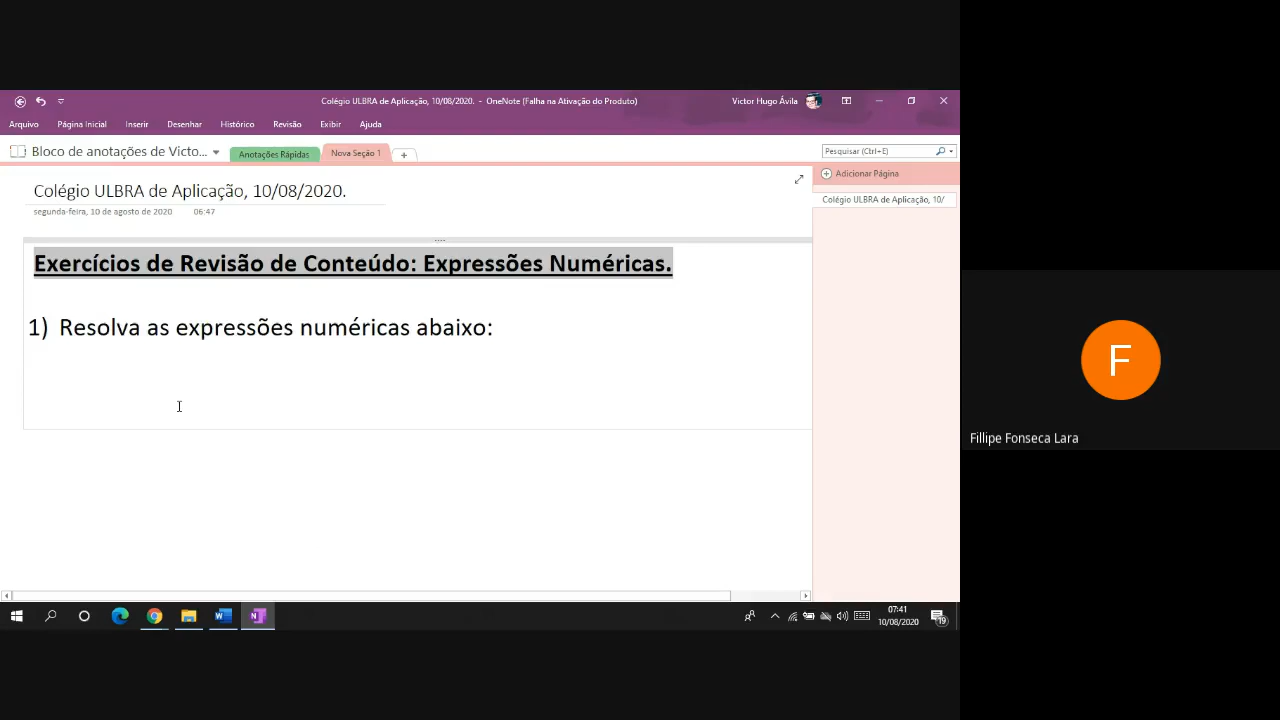 Colégio ULBRA de Aplicação, 10/08/2020. - OneNote (Falha na Ativação do Produto)
Victor Hugo Ávila
Arquivo Página Inicial Inserir Desenhar Histórico Revisão Exibir Ajuda
Bloco de anotações de Victo...
Anotações Rápidas
Nova Seção 1
Pesquisar (Ctrl+E)
Adicionar Página
Colégio ULBRA de Aplicação, 10/
Colégio ULBRA de Aplicação, 10/08/2020.
segunda-feira, 10 de agosto de 2020 06:47
Exercícios de Revisão de Conteúdo: Expressões Numéricas.
1) Resolva as expressões numéricas abaixo:
F
Fillipe Fonseca Lara
07:41
10/08/2020
19